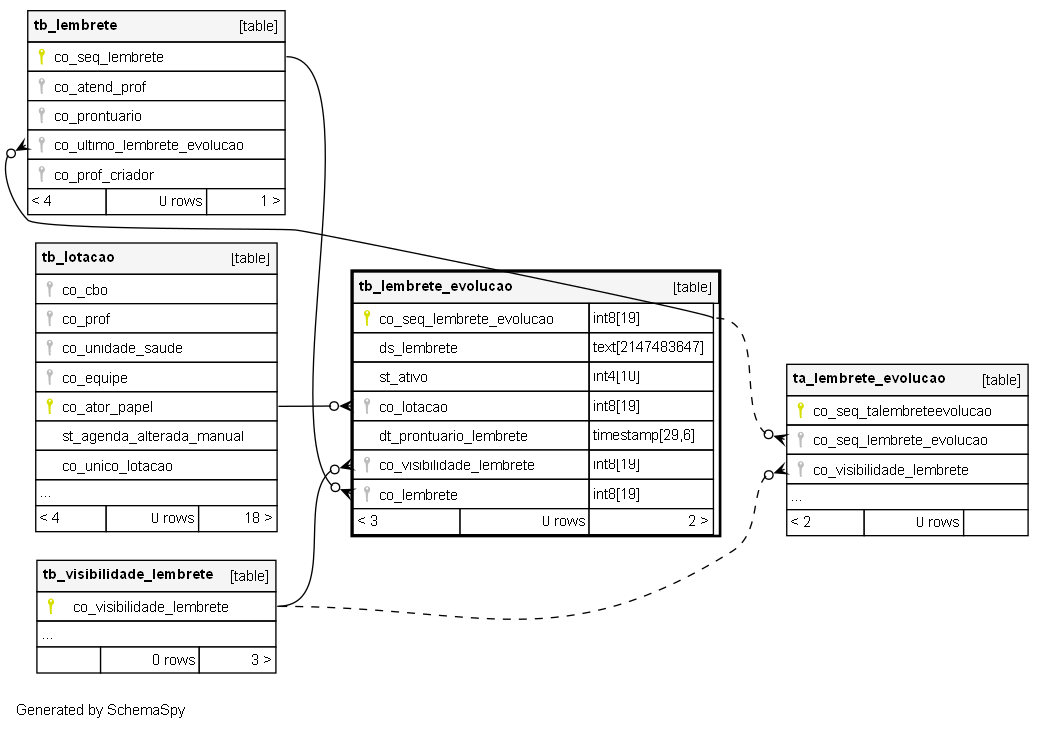 tb_lembrete [table]
co_seq_lembrete
co_atend_prof
co_prontuario
co_ultimo_lembrete_evolucao
co_prof_criador
< 4 0 rows 1 >
tb_lotacao [table]
co_cbo
co_prof
co_unidade_saude
co_equipe
co_ator_papel
st_agenda_alterada_manual
co_unico_lotacao
...
< 4 0 rows 18 >
tb_visibilidade_lembrete [table]
co_visibilidade_lembrete
...
0 rows 3 >
tb_lembrete_evolucao [table]
co_seq_lembrete_evolucao int8[19]
ds_lembrete text[2147483647]
st_ativo int4[10]
co_lotacao int8[19]
dt_prontuario_lembrete timestamp[29,6]
co_visibilidade_lembrete int8[19]
co_lembrete int8[19]
< 3 0 rows 2 >
ta_lembrete_evolucao [table]
co_seq_talembreteevolucao
co_seq_lembrete_evolucao
co_visibilidade_lembrete
...
< 2 0 rows
Generated by SchemaSpy